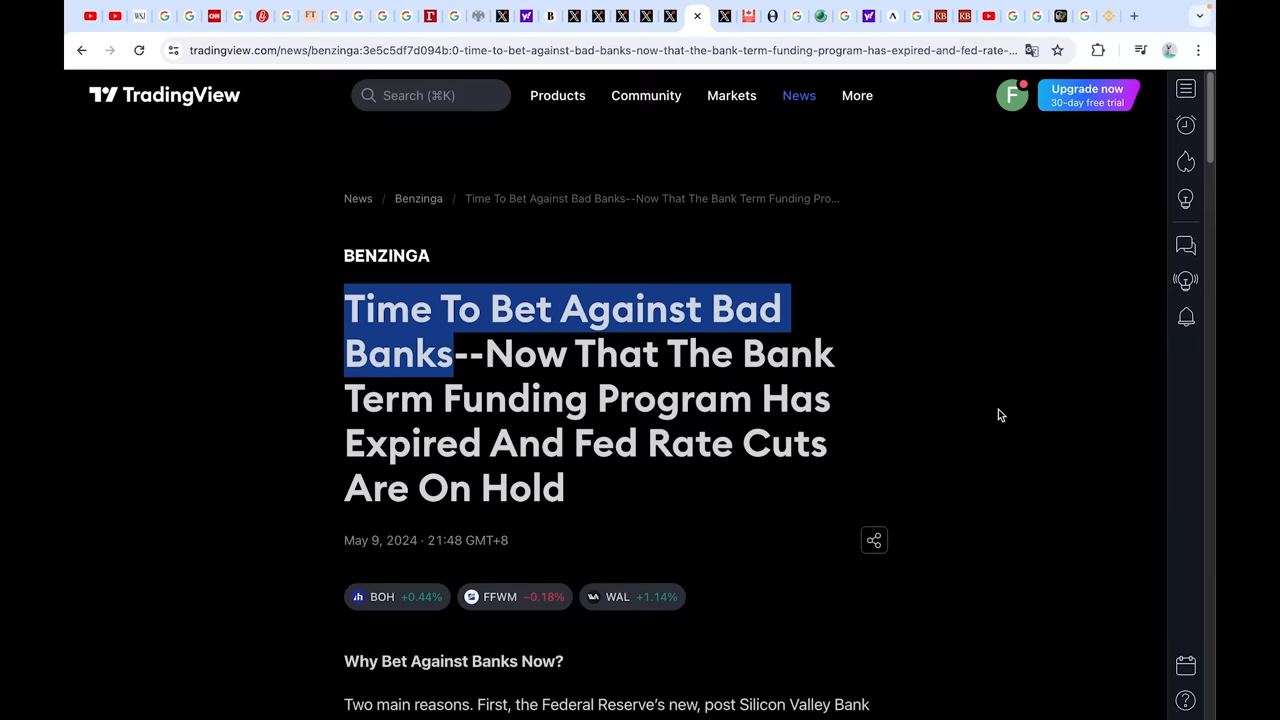 tradingview.com/news/benzinga:3e5c5df7d094b:0-time-to-bet-against-bad-banks-now-that-the-bank-term-funding-program-has-expired-and-fed-rate-...
TradingView
Search (⌘K)
Products
Community
Markets
News
More
F
Upgrade now
30-day free trial
News / Benzinga / Time To Bet Against Bad Banks--Now That The Bank Term Funding Pro...
BENZINGA
Time To Bet Against Bad
Banks--Now That The Bank
Term Funding Program Has
Expired And Fed Rate Cuts
Are On Hold
May 9, 2024 · 21:48 GMT+8
BOH +0.44% FFWM −0.18% WAL +1.14%
Why Bet Against Banks Now?
Two main reasons. First, the Federal Reserve’s new, post Silicon Valley Bank